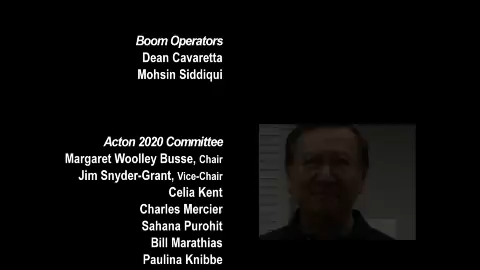 Boom Operators
Dean Cavaretta
Mohsin Siddiqui
Acton 2020 Committee
Margaret Woolley Busse, Chair
Jim Snyder-Grant, Vice-Chair
Celia Kent
Charles Mercier
Sahana Purohit
Bill Marathias
Paulina Knibbe